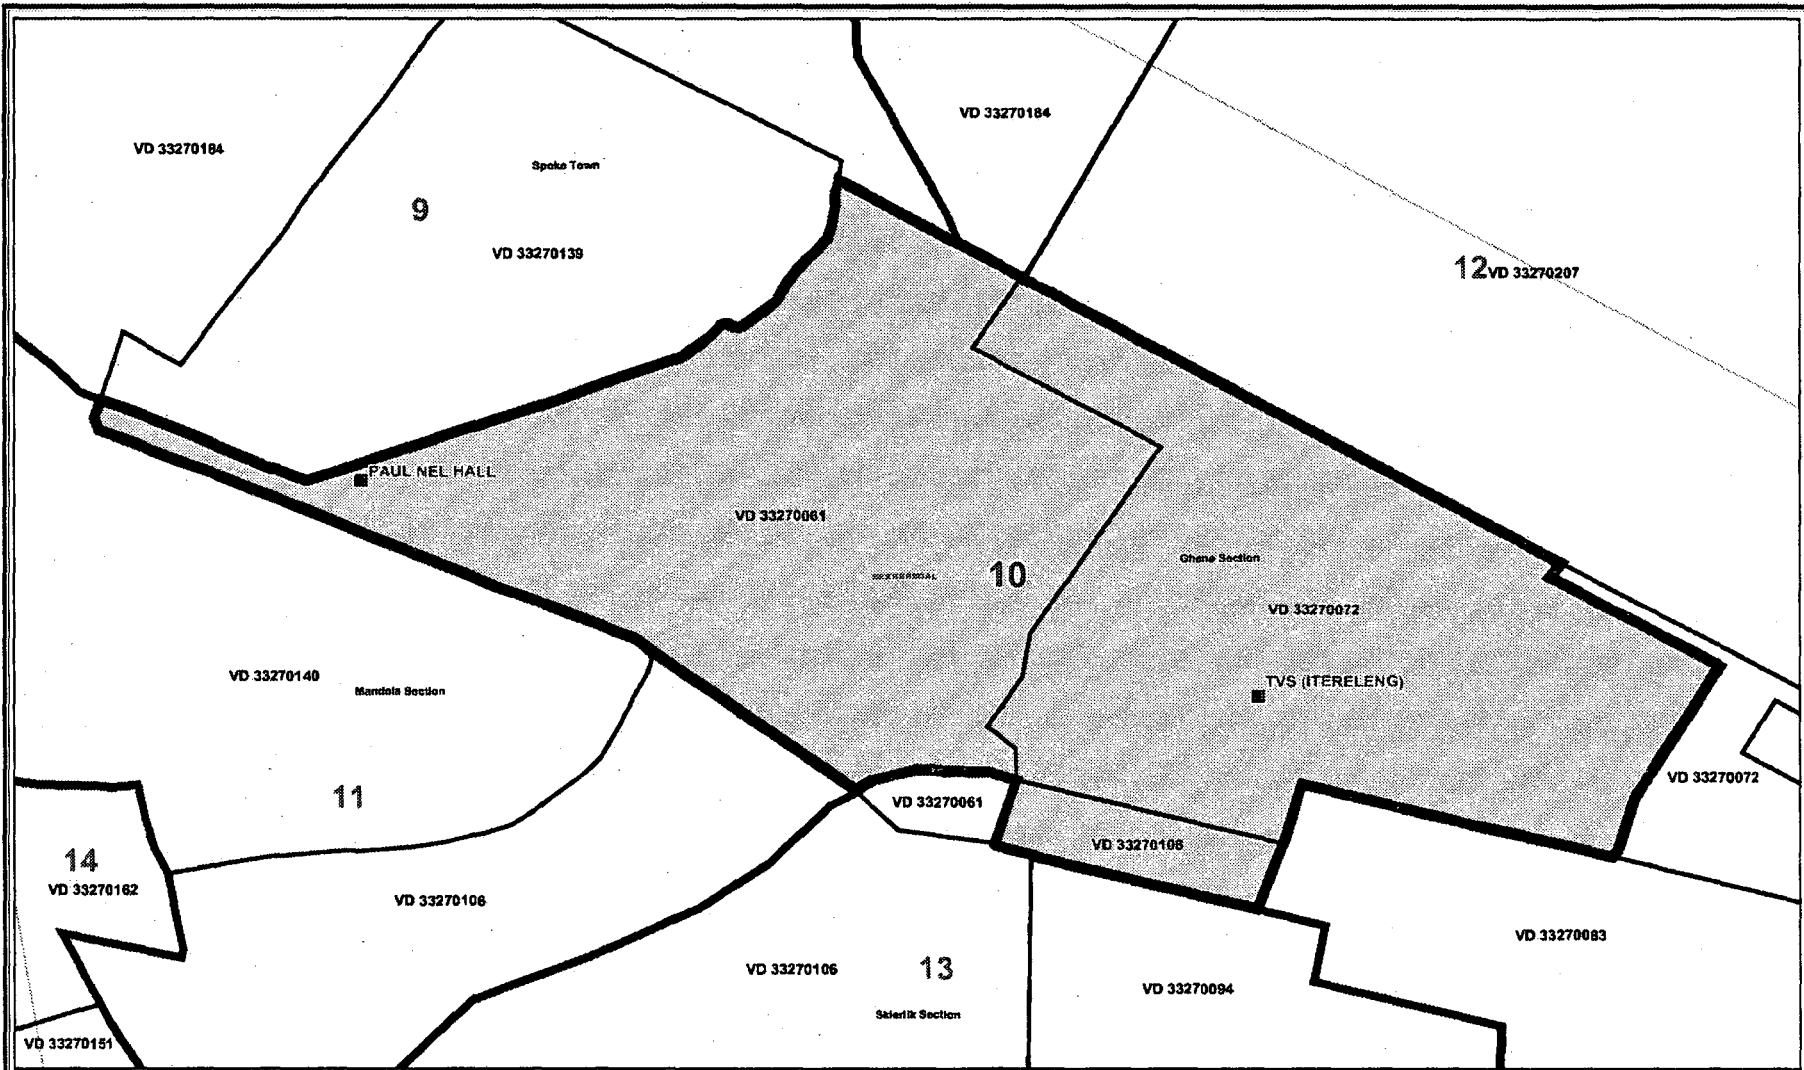 VD 33270184
VD 33270184
Spoke Town
9
VD 33270139
12
VD 33270207
PAUL NEL HALL
VD 33270061
10
Ghana Section
VD 33270072
VD 33270140
Mandela Section
TVS (ITERELENG)
VD 33270072
11
VD 33270061
VD 33270108
14
VD 33270162
VD 33270106
VD 33270083
VD 33270106
13
VD 33270094
Skierlik Section
VD 33270151